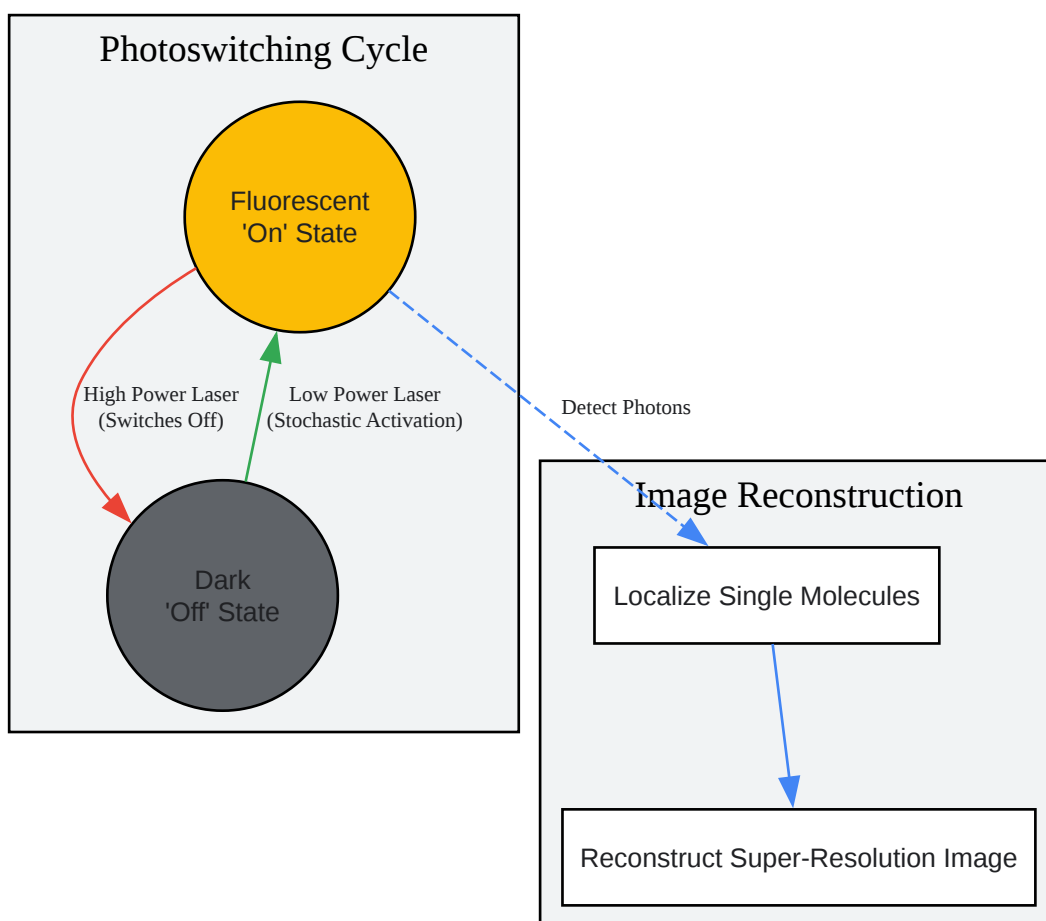 Photoswitching Cycle
Fluorescent
'On' State
High Power Laser
(Switches Off)
Low Power Laser
(Stochastic Activation)
Detect Photons
Dark
'Off' State
Image Reconstruction
Localize Single Molecules
Reconstruct Super-Resolution Image